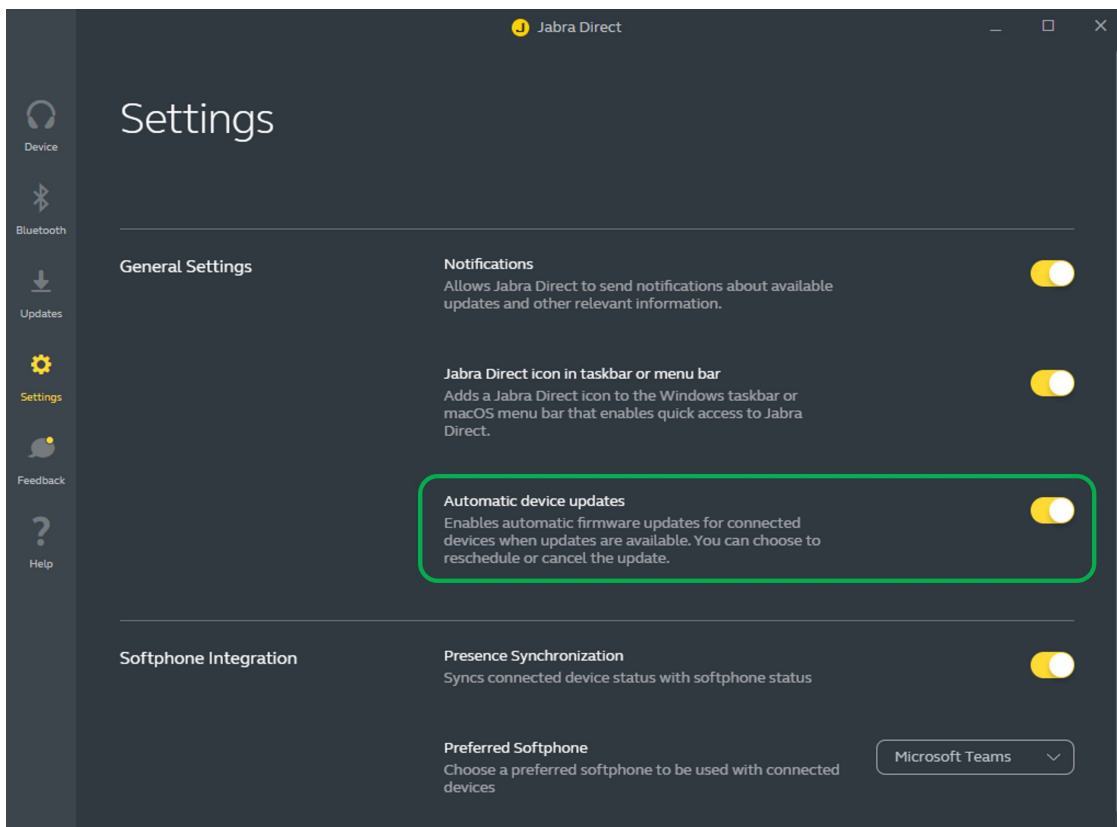 Jabra Direct
Settings
Device
Bluetooth
Updates
Settings
Feedback
Help
General Settings
Notifications
Allows Jabra Direct to send notifications about available
updates and other relevant information.
Jabra Direct icon in taskbar or menu bar
Adds a Jabra Direct icon to the Windows taskbar or
macOS menu bar that enables quick access to Jabra
Direct.
Automatic device updates
Enables automatic firmware updates for connected
devices when updates are available. You can choose to
reschedule or cancel the update.
Softphone Integration
Presence Synchronization
Syncs connected device status with softphone status
Preferred Softphone
Choose a preferred softphone to be used with connected
devices
Microsoft Teams